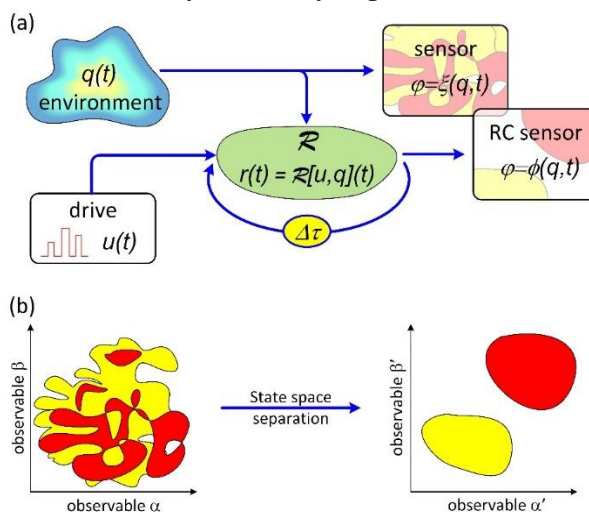 (a)
q(t)
environment
sensor
φ=ξ(q,t)
RC sensor
φ=ϕ(q,t)
ℛ
r(t) = ℛ[u,q](t)
drive
u(t)
Δτ
(b)
observable β
observable α
State space
separation
observable β'
observable α'